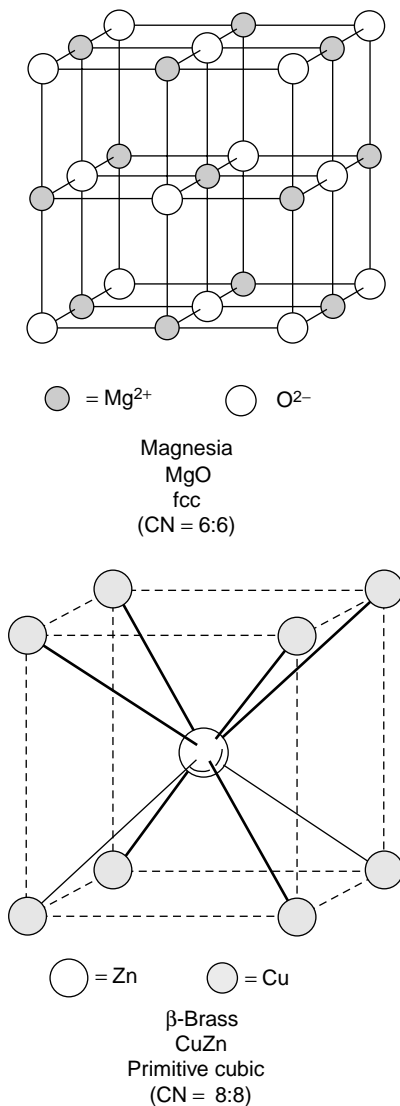 = Mg²⁺ O²⁻
Magnesia
MgO
fcc
(CN = 6:6)
= Zn = Cu
β-Brass
CuZn
Primitive cubic
(CN = 8:8)